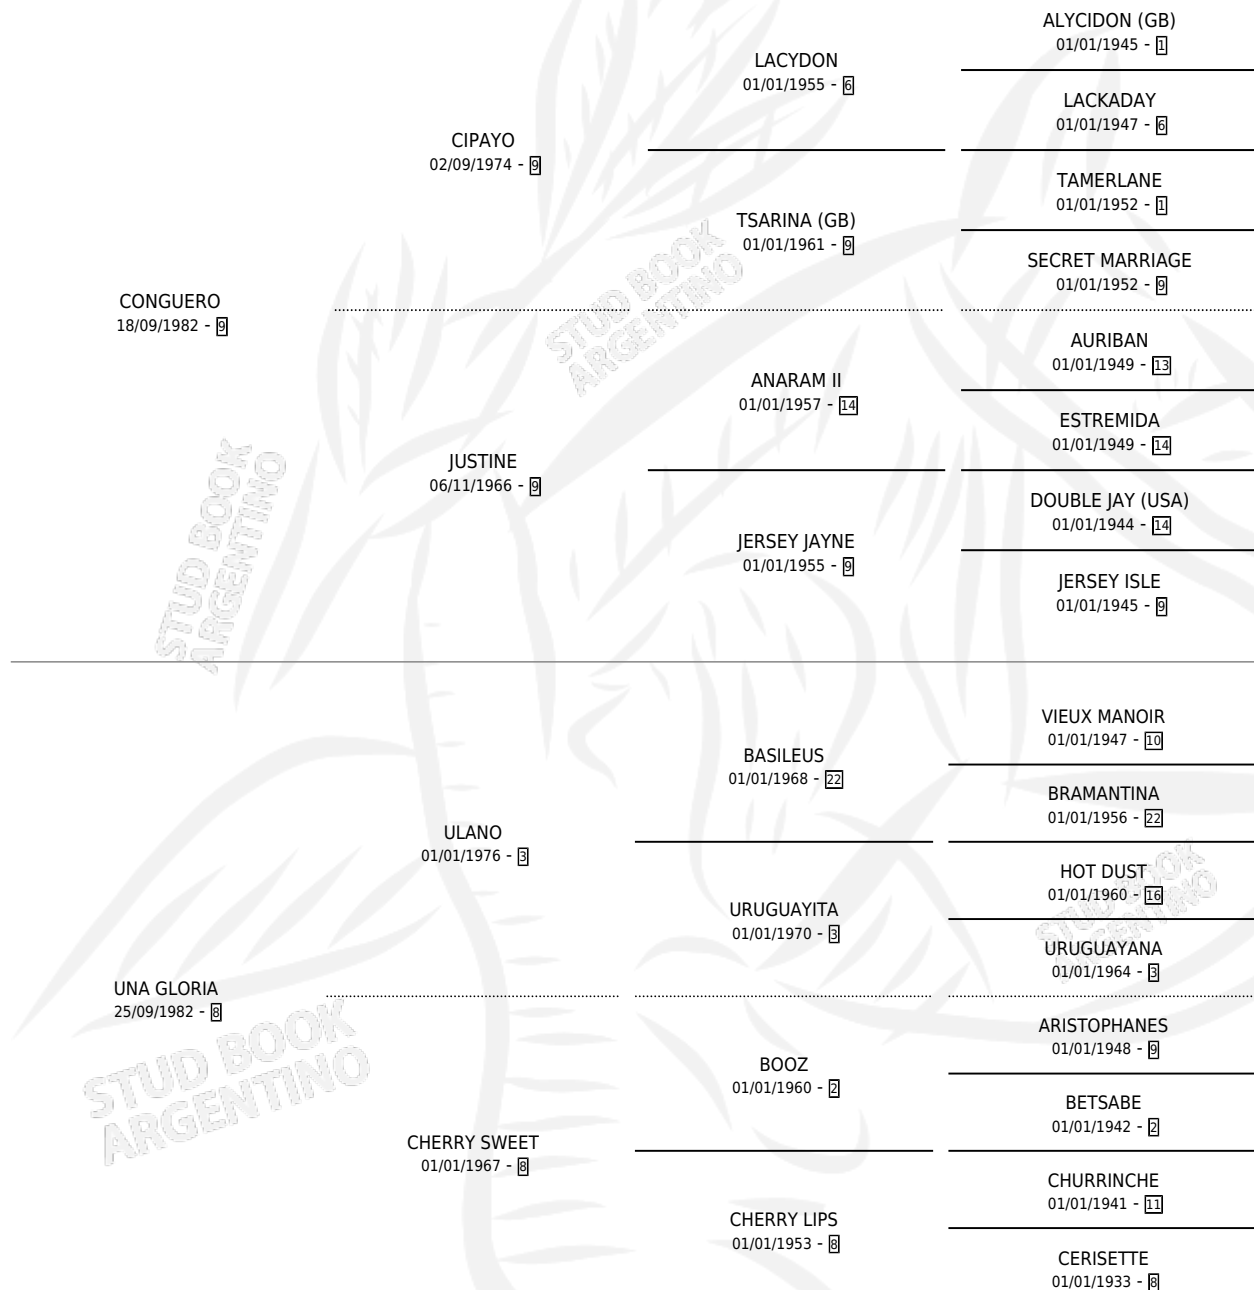 CONGUERO
18/09/1982 - 9
CIPAYO
02/09/1974 - 9
LACYDON
01/01/1955 - 6
ALYCIDON (GB)
01/01/1945 - 1
LACKADAY
01/01/1947 - 6
TSARINA (GB)
01/01/1961 - 9
TAMERLANE
01/01/1952 - 1
SECRET MARRIAGE
01/01/1952 - 9
JUSTINE
06/11/1966 - 9
ANARAM II
01/01/1957 - 14
AURIBAN
01/01/1949 - 13
ESTREMIDA
01/01/1949 - 14
JERSEY JAYNE
01/01/1955 - 9
DOUBLE JAY (USA)
01/01/1944 - 14
JERSEY ISLE
01/01/1945 - 9
UNA GLORIA
25/09/1982 - 8
ULANO
01/01/1976 - 3
BASILEUS
01/01/1968 - 22
VIEUX MANOIR
01/01/1947 - 10
BRAMANTINA
01/01/1956 - 22
URUGUAYITA
01/01/1970 - 3
HOT DUST
01/01/1960 - 16
URUGUAYANA
01/01/1964 - 3
CHERRY SWEET
01/01/1967 - 8
BOOZ
01/01/1960 - 2
ARISTOPHANES
01/01/1948 - 9
BETSABE
01/01/1942 - 2
CHERRY LIPS
01/01/1953 - 8
CHURRINCHE
01/01/1941 - 11
CERISETTE
01/01/1933 - 8
STUD BOOK
ARGENTINO
STUD BOOK
ARGENTINO
STUD BOOK
ARGENTINO
STUD BOOK
ARGENTINO